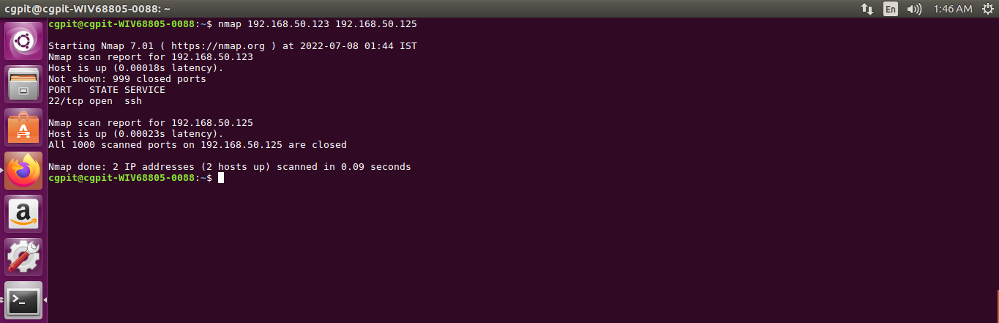 cgpit@cgpit-WIV68805-0088: ~
En
1:46 AM
cgpit@cgpit-WIV68805-0088:~$ nmap 192.168.50.123 192.168.50.125
Starting Nmap 7.01 ( https://nmap.org ) at 2022-07-08 01:44 IST
Nmap scan report for 192.168.50.123
Host is up (0.00018s latency).
Not shown: 999 closed ports
PORT   STATE SERVICE
22/tcp open  ssh
Nmap scan report for 192.168.50.125
Host is up (0.00023s latency).
All 1000 scanned ports on 192.168.50.125 are closed
Nmap done: 2 IP addresses (2 hosts up) scanned in 0.09 seconds
cgpit@cgpit-WIV68805-0088:~$